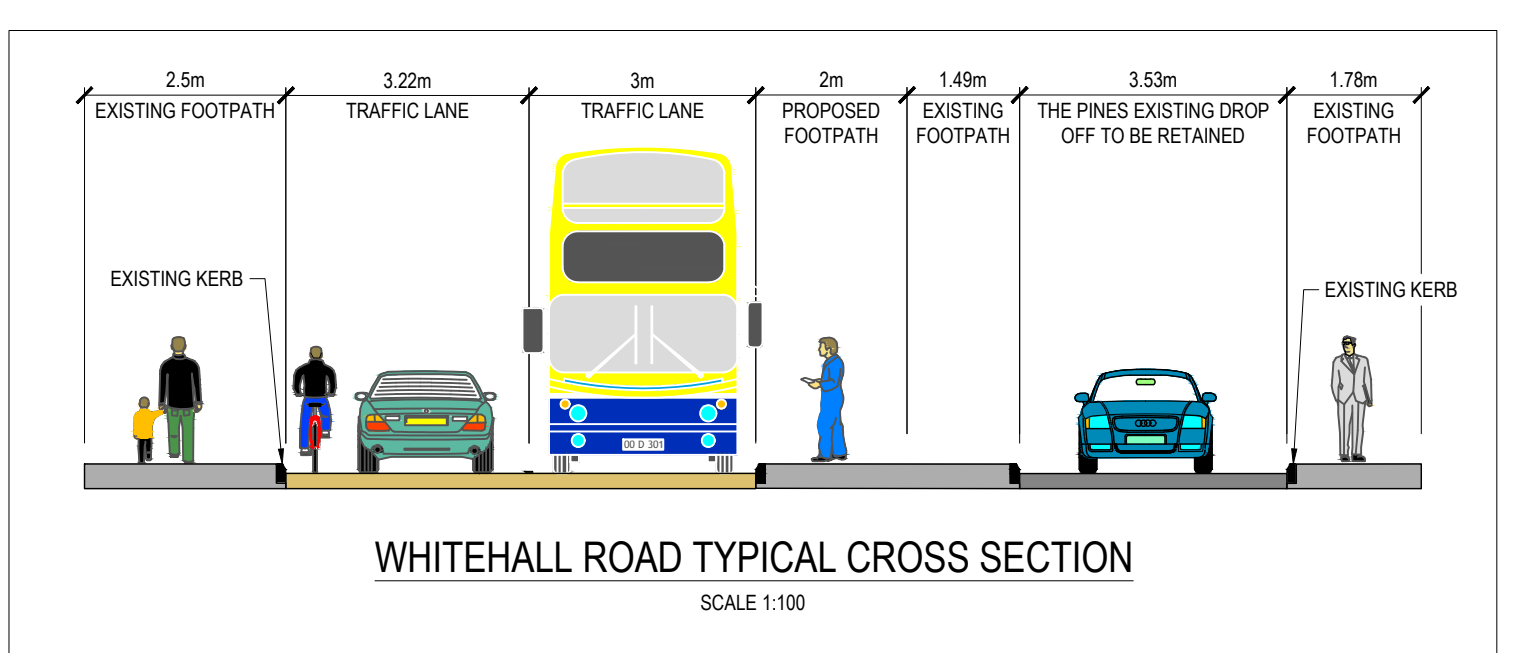 2.5m 3.22m 3m 2m 1.49m 3.53m 1.78m
EXISTING FOOTPATH TRAFFIC LANE TRAFFIC LANE PROPOSED EXISTING THE PINES EXISTING DROP EXISTING
FOOTPATH FOOTPATH OFF TO BE RETAINED FOOTPATH
EXISTING KERB
EXISTING KERB
00 D 301
WHITEHALL ROAD TYPICAL CROSS SECTION
SCALE 1:100